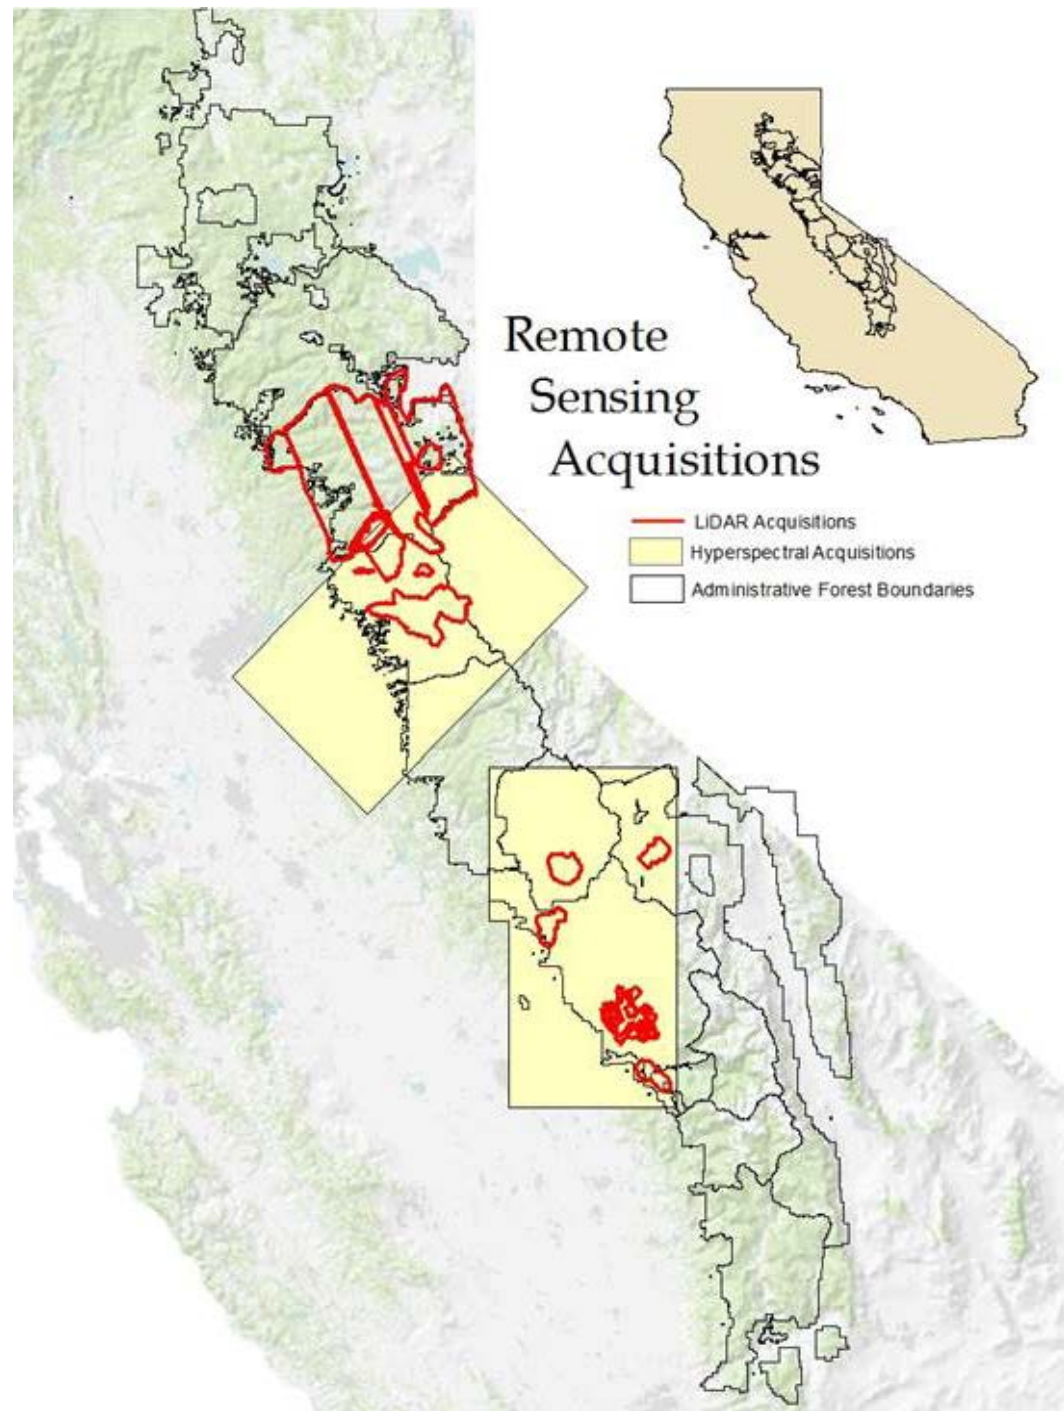 Remote
Sensing
Acquisitions
LiDAR Acquisitions
Hyperspectral Acquisitions
Administrative Forest Boundaries